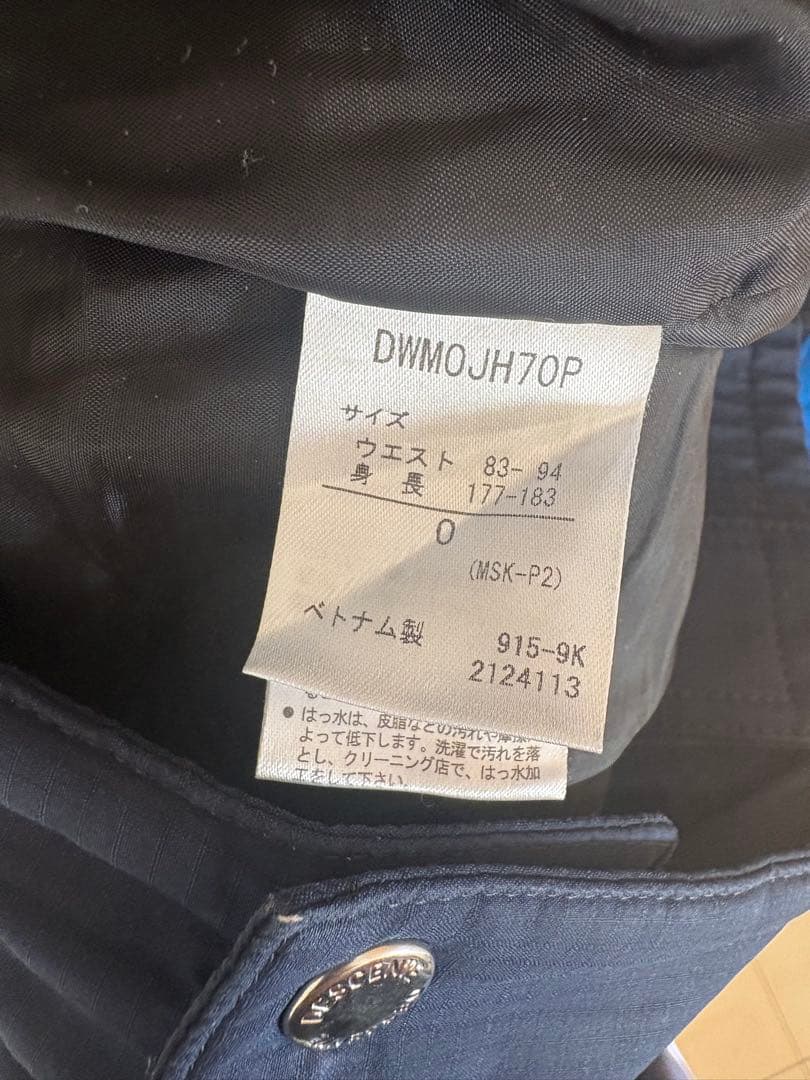 DWMOJH70P
サイズ
ウエスト 83- 94
身 長 177-183
O
(MSK-P2)
ベトナム製 915-9K
2124113
● はっ水は、皮脂などの汚れや摩擦に
よって低下します。洗濯で汚れを落
とし、クリーニング店で、はっ水加
工をして下さい。
DESCENTE